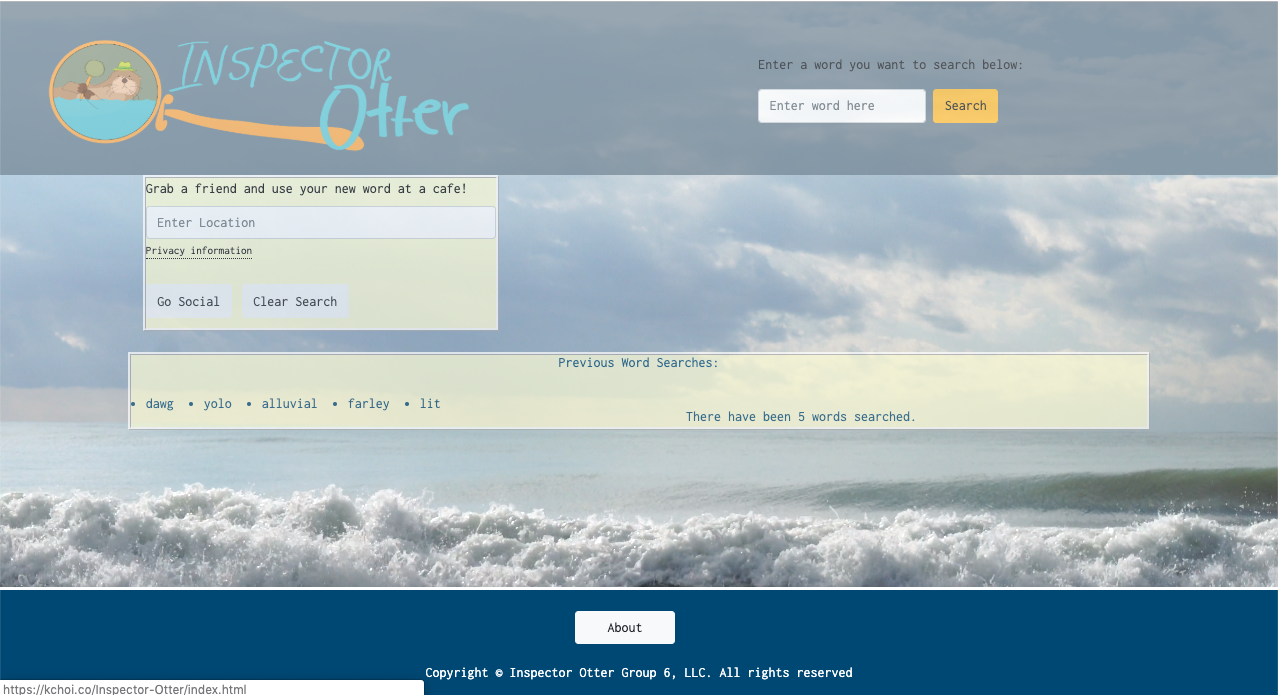 INSPECTOR
Otter
Enter a word you want to search below:
Enter word here
Search
Grab a friend and use your new word at a cafe!
Enter Location
Privacy information
Go Social
Clear Search
Previous Word Searches:
• dawg • yolo • alluvial • farley • lit
There have been 5 words searched.
About
Copyright © Inspector Otter Group 6, LLC. All rights reserved
https://kchoi.co/Inspector-Otter/index.html